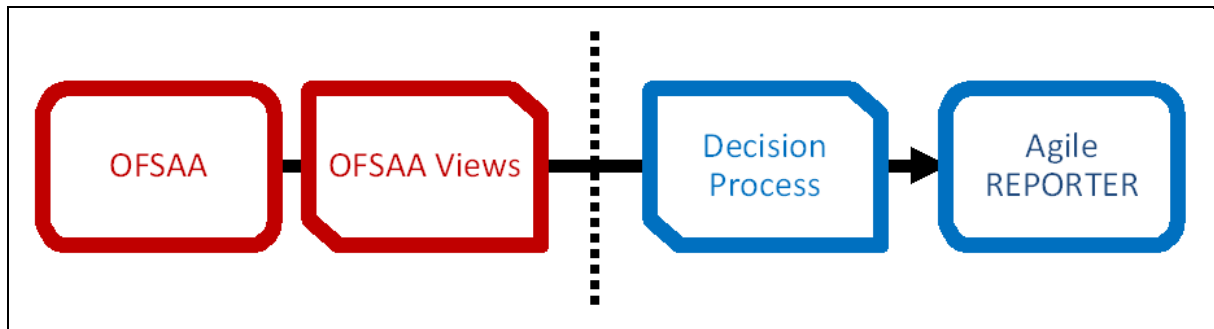 OFSAA
OFSAA Views
Decision
Process
Agile
REPORTER